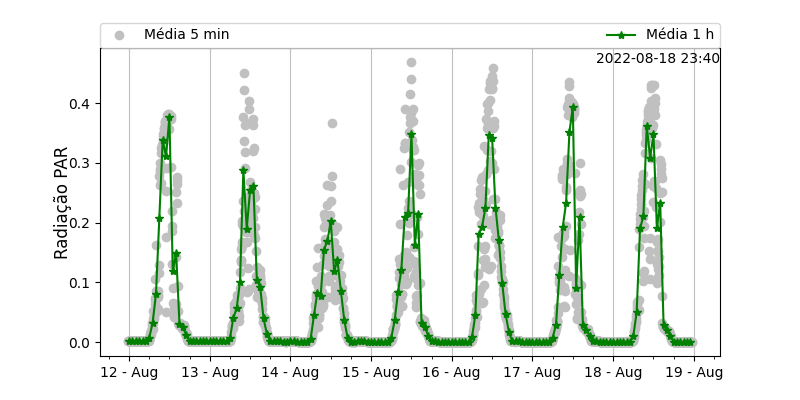 Média 5 min
Média 1 h
2022-08-18 23:40
Radiação PAR
0.4
0.3
0.2
0.1
0.0
12 - Aug
13 - Aug
14 - Aug
15 - Aug
16 - Aug
17 - Aug
18 - Aug
19 - Aug